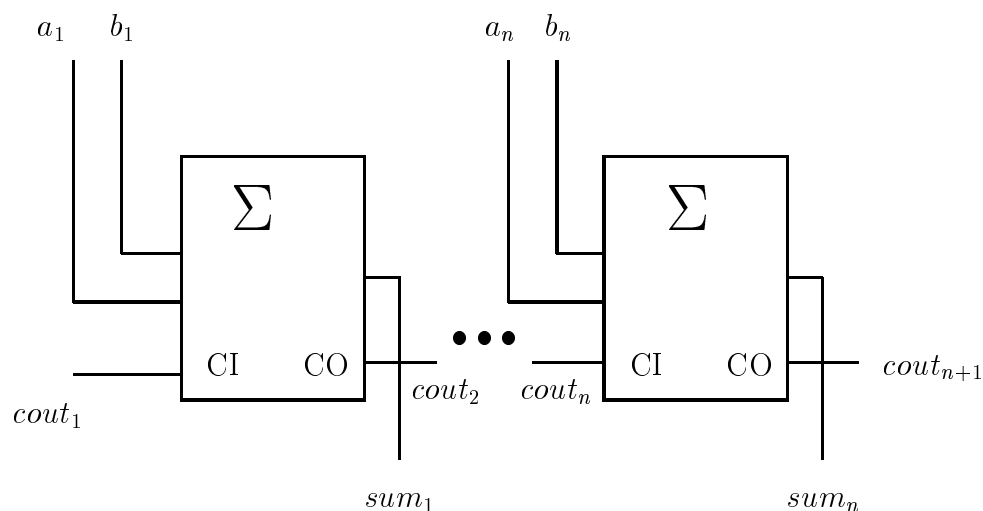 a₁ b₁ aₙ bₙ
∑ ∑
CI CO CI CO coutₙ₊₁
cout₁ cout₂ coutₙ
sum₁ sumₙ